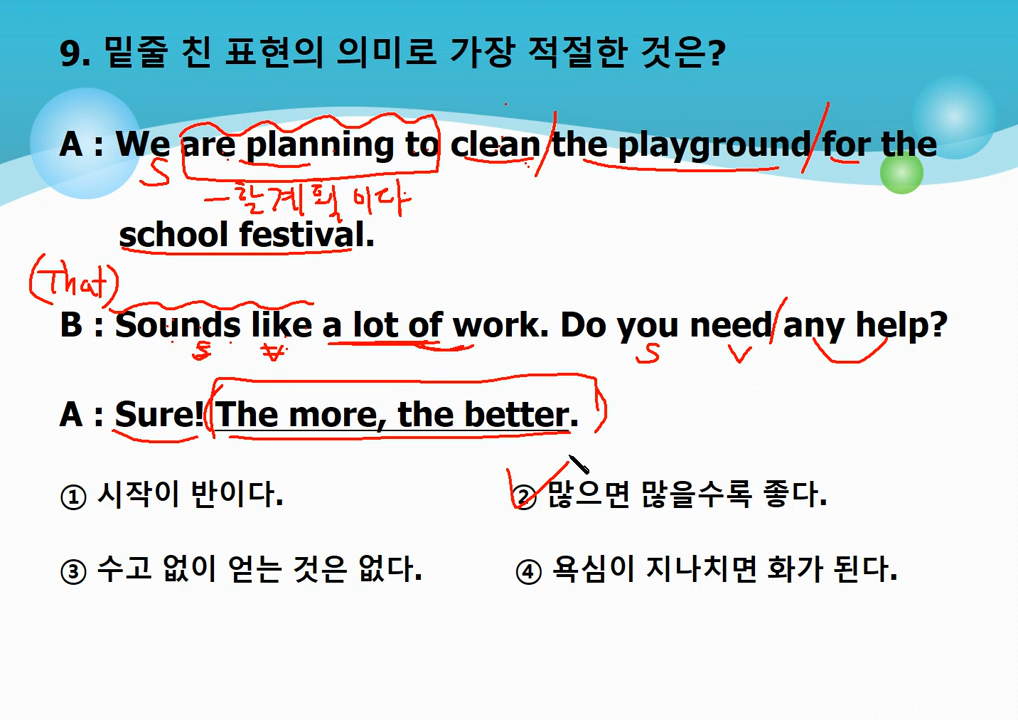 9. 밑줄 친 표현의 의미로 가장 적절한 것은?
A : We are planning to clean the playground for the
S
-할계획이다
school festival.
(That)
B : Sounds like a lot of work. Do you need any help?
S V S V
A : Sure! The more, the better.
① 시작이 반이다. ② 많으면 많을수록 좋다.
③ 수고 없이 얻는 것은 없다. ④ 욕심이 지나치면 화가 된다.